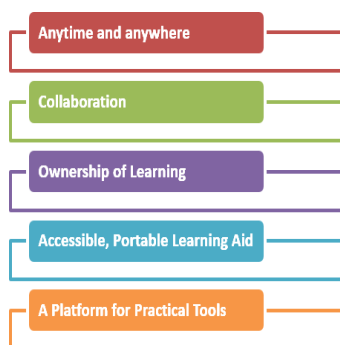 Anytime and anywhere
Collaboration
Ownership of Learning
Accessible, Portable Learning Aid
A Platform for Practical Tools